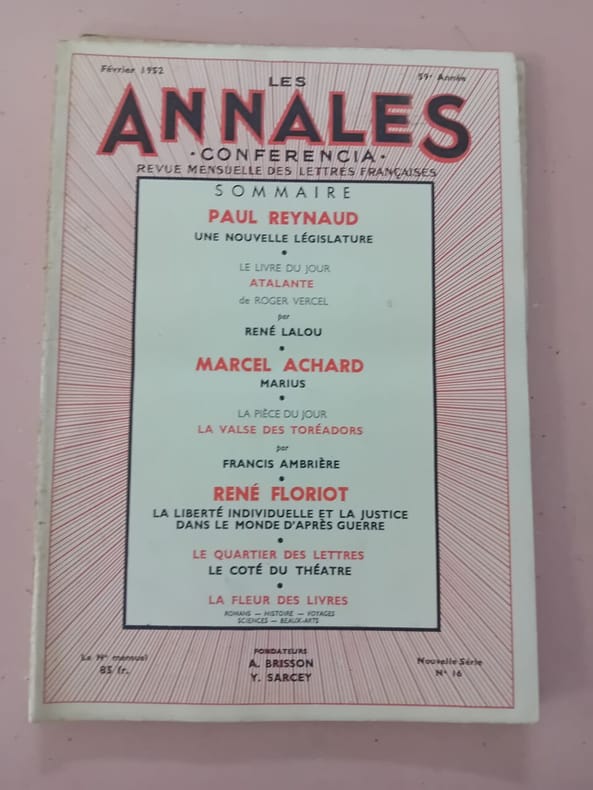 Février 1952
59e Année
LES
ANNALES
·CONFERENCIA·
REVUE MENSUELLE DES LETTRES FRANÇAISES
SOMMAIRE
PAUL REYNAUD
UNE NOUVELLE LÉGISLATURE
•
LE LIVRE DU JOUR
ATALANTE
de ROGER VERCEL
par
RENÉ LALOU
•
MARCEL ACHARD
MARIUS
•
LA PIÈCE DU JOUR
LA VALSE DES TORÉADORS
par
FRANCIS AMBRIÈRE
•
RENÉ FLORIOT
LA LIBERTÉ INDIVIDUELLE ET LA JUSTICE
DANS LE MONDE D'APRÈS GUERRE
•
LE QUARTIER DES LETTRES
LE COTÉ DU THÉATRE
•
LA FLEUR DES LIVRES
ROMANS — HISTOIRE — VOYAGES
SCIENCES — BEAUX-ARTS
Le No mensuel
85 fr.
FONDATEURS
A. BRISSON
Y. SARCEY
Nouvelle Série
No 16